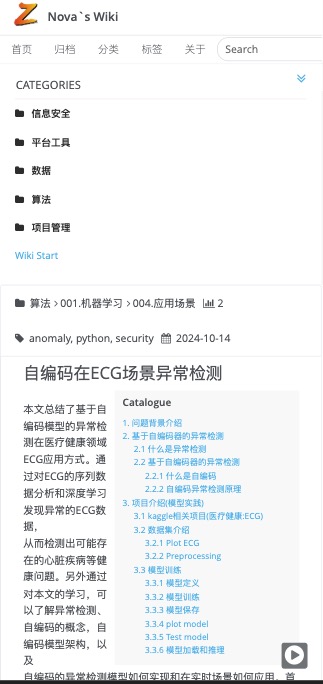 Nova`s Wiki
首页 归档 分类 标签 关于 Search
CATEGORIES
信息安全
平台工具
数据
算法
项目管理
Wiki Start
算法 > 001.机器学习 > 004.应用场景 2
anomaly, python, security 2024-10-14
自编码在ECG场景异常检测
本文总结了基于自
编码模型的异常检
测在医疗健康领域
ECG应用方式。通
过对ECG的序列数
据分析和深度学习
发现异常的ECG数
据，
从而检测出可能存
在的心脏疾病等健
康问题。另外通过
对本文的学习，可
以了解异常检测、
自编码的概念，自
编码模型架构，以
及
Catalogue
1. 问题背景介绍
2. 基于自编码器的异常检测
2.1 什么是异常检测
2.2 基于自编码器的异常检测
2.2.1 什么是自编码
2.2.2 自编码异常检测原理
3. 项目介绍(模型实践)
3.1 kaggle相关项目(医疗健康:ECG)
3.2 数据集介绍
3.2.1 Plot ECG
3.2.2 Preprocessing
3.3 模型训练
3.3.1 模型定义
3.3.2 模型训练
3.3.3 模型保存
3.3.4 plot model
3.3.5 Test model
3.3.6 模型加载和推理
自编码的异常检测模型如何实现和在实时场景如何应用。首